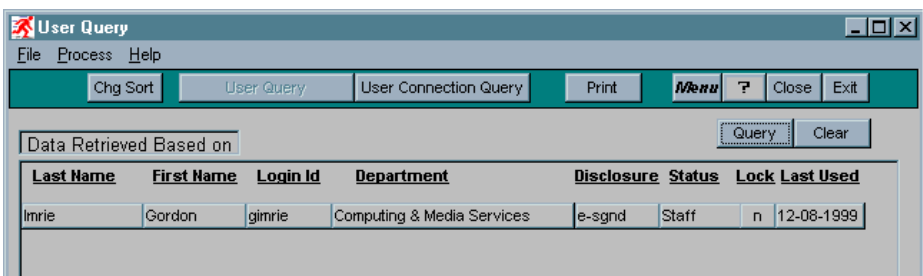 User Query
File Process Help
Chg Sort User Query User Connection Query Print Menu ? Close Exit
Query Clear
Data Retrieved Based on
Last Name First Name Login Id Department Disclosure Status Lock Last Used
Imrie Gordon gimrie Computing & Media Services e-sgnd Staff n 12-08-1999